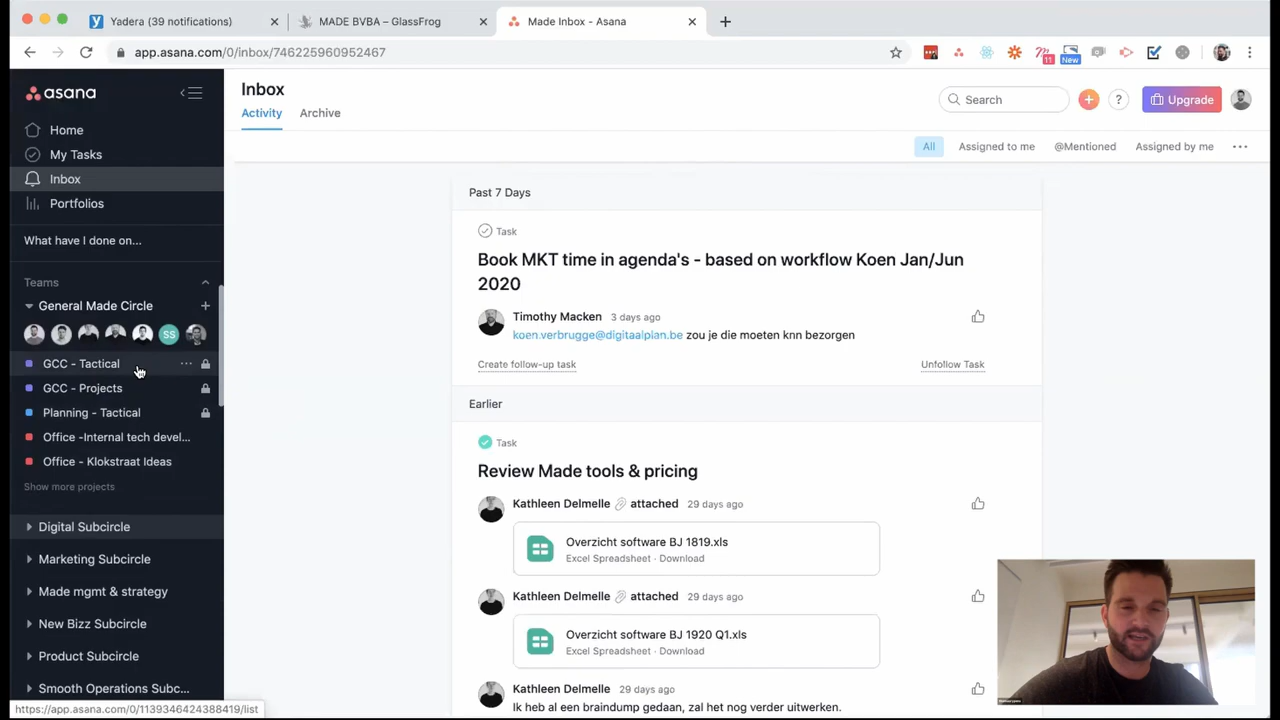 Yadera (39 notifications)
MADE BVBA – GlassFrog
Made Inbox - Asana
app.asana.com/0/inbox/746225960952467
11
New
asana
Home
My Tasks
Inbox
Portfolios
What have I done on...
Teams
General Made Circle
SS
GCC - Tactical
GCC - Projects
Planning - Tactical
Office -Internal tech devel...
Office - Klokstraat Ideas
Show more projects
Digital Subcircle
Marketing Subcircle
Made mgmt & strategy
New Bizz Subcircle
Product Subcircle
Smooth Operations Subc...
https://app.asana.com/0/1139346424388419/list
Inbox
Activity
Archive
Search
?
Upgrade
All
Assigned to me
@Mentioned
Assigned by me
Past 7 Days
Task
Book MKT time in agenda's - based on workflow Koen Jan/Jun
2020
Timothy Macken 3 days ago
koen.verbrugge@digitaalplan.be zou je die moeten knn bezorgen
Create follow-up task
Unfollow Task
Earlier
Task
Review Made tools & pricing
Kathleen Delmelle attached 29 days ago
Overzicht software BJ 1819.xls
Excel Spreadsheet · Download
Kathleen Delmelle attached 29 days ago
Overzicht software BJ 1920 Q1.xls
Excel Spreadsheet · Download
Kathleen Delmelle 29 days ago
Ik heb al een braindump gedaan, zal het nog verder uitwerken.